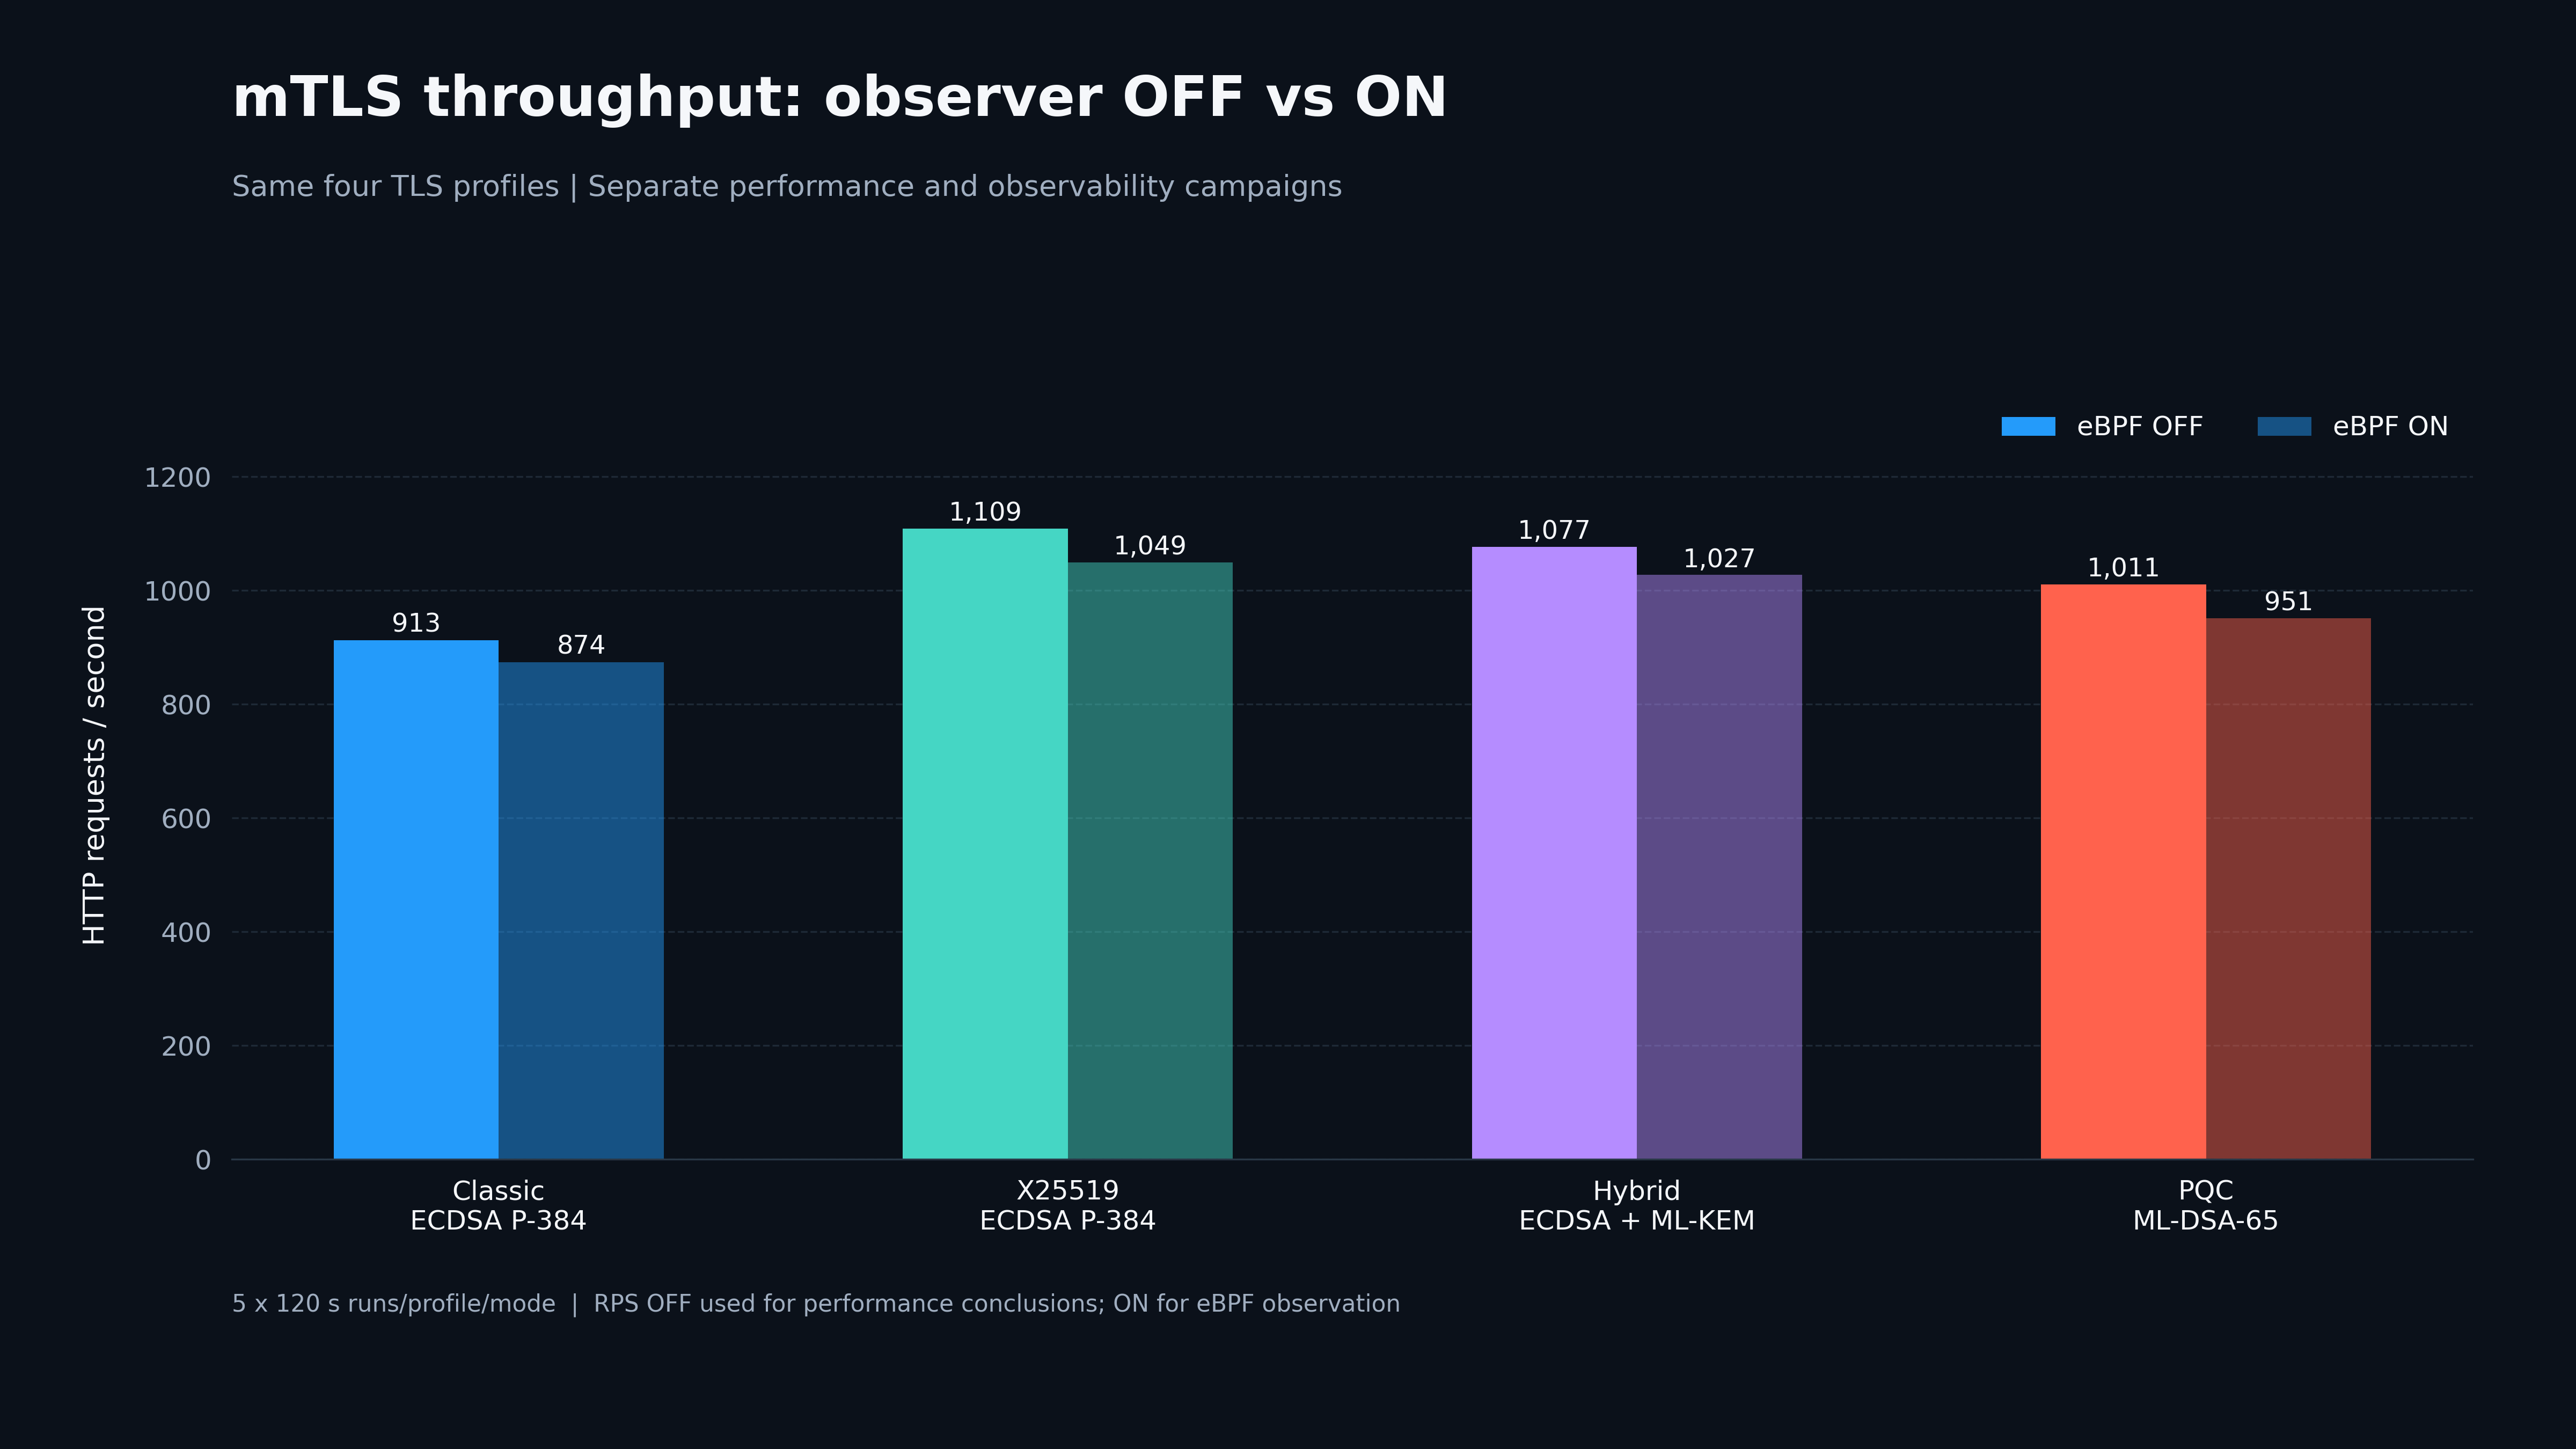 mTLS throughput: observer OFF vs ON
Same four TLS profiles | Separate performance and observability campaigns
eBPF OFF
eBPF ON
HTTP requests / second
1200
1000
800
600
400
200
0
913
874
1,109
1,049
1,077
1,027
1,011
951
Classic
ECDSA P-384
X25519
ECDSA P-384
Hybrid
ECDSA + ML-KEM
PQC
ML-DSA-65
5 x 120 s runs/profile/mode | RPS OFF used for performance conclusions; ON for eBPF observation